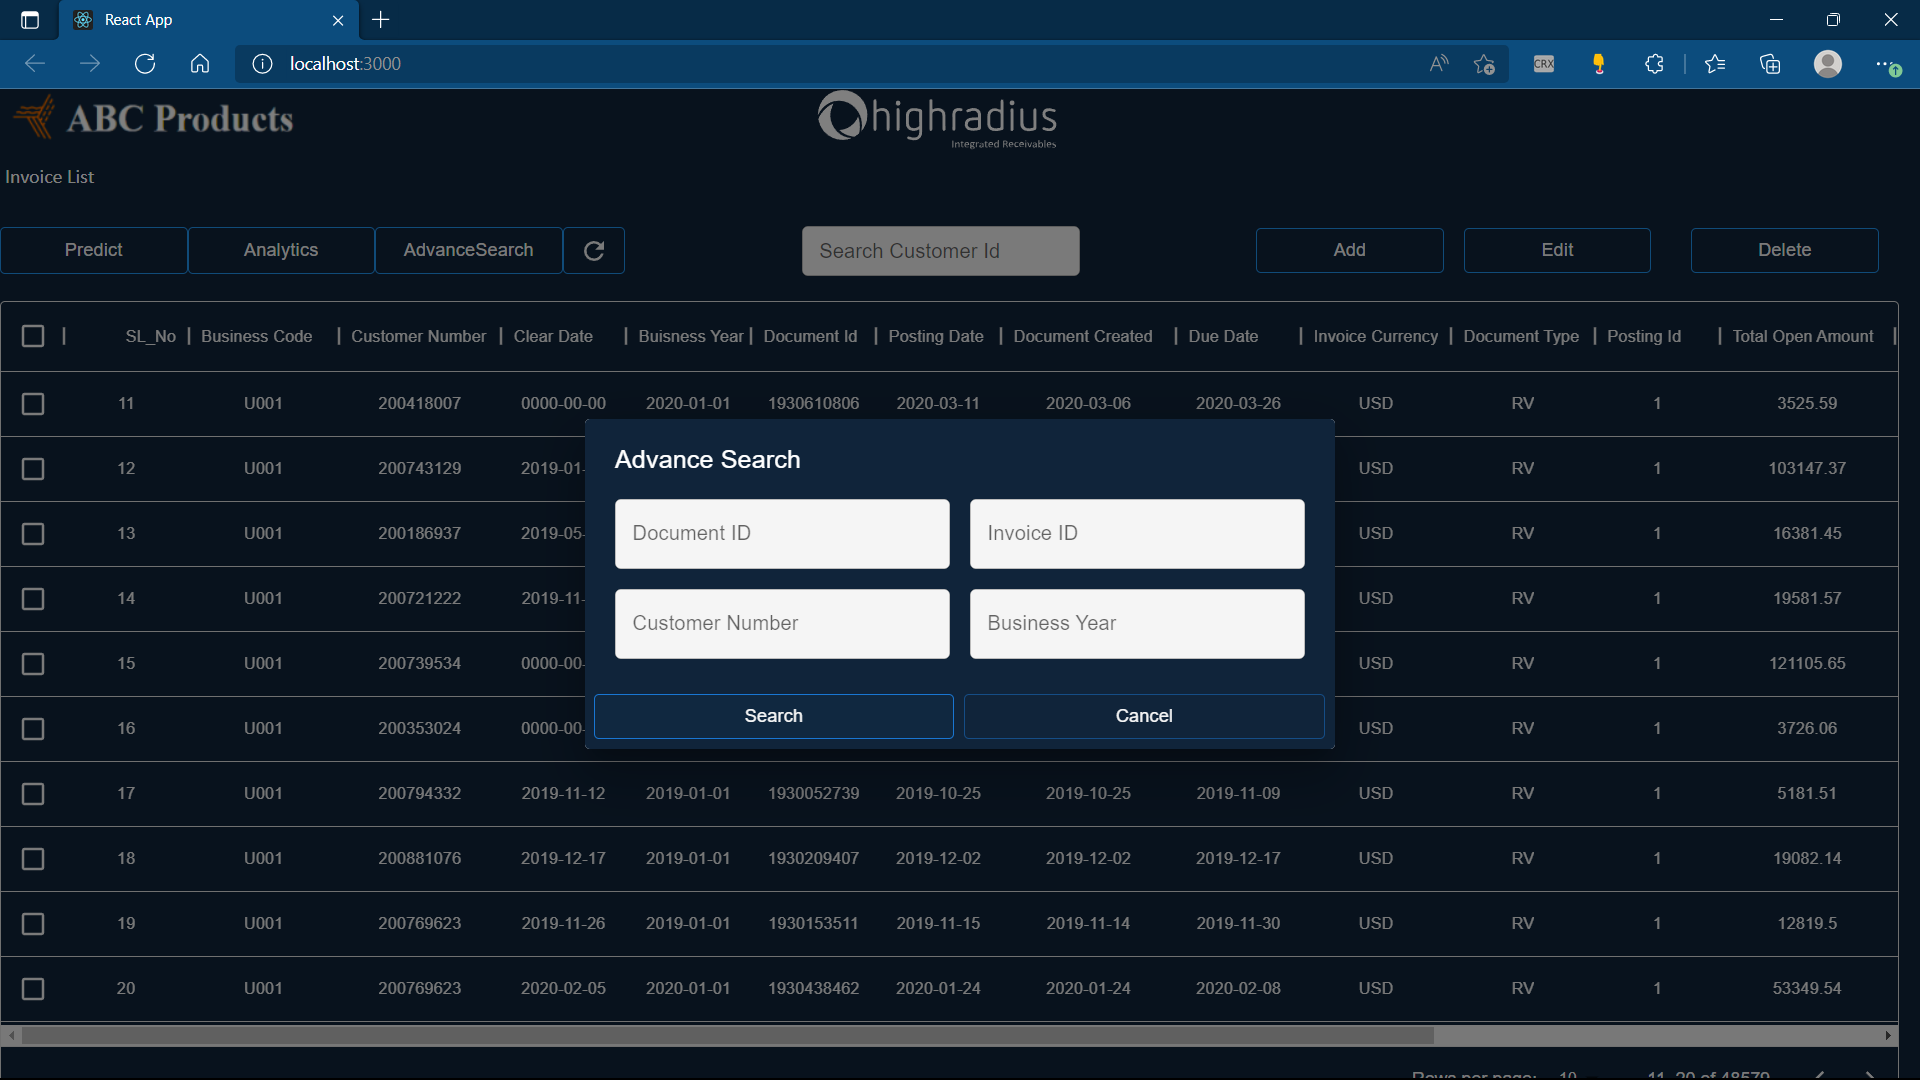 React App
localhost:3000
CRX
ABC Products
highradius
Integrated Receivables
Invoice List
Predict Analytics AdvanceSearch Search Customer Id Add Edit Delete
SL_No Business Code Customer Number Clear Date Buisness Year Document Id Posting Date Document Created Due Date Invoice Currency Document Type Posting Id Total Open Amount
11 U001 200418007 0000-00-00 2020-01-01 1930610806 2020-03-11 2020-03-06 2020-03-26 USD RV 1 3525.59
12 U001 200743129 2019-01- USD RV 1 103147.37
13 U001 200186937 2019-05- USD RV 1 16381.45
14 U001 200721222 2019-11- USD RV 1 19581.57
15 U001 200739534 0000-00- USD RV 1 121105.65
16 U001 200353024 0000-00- USD RV 1 3726.06
Advance Search
Document ID Invoice ID
Customer Number Business Year
Search Cancel
17 U001 200794332 2019-11-12 2019-01-01 1930052739 2019-10-25 2019-10-25 2019-11-09 USD RV 1 5181.51
18 U001 200881076 2019-12-17 2019-01-01 1930209407 2019-12-02 2019-12-02 2019-12-17 USD RV 1 19082.14
19 U001 200769623 2019-11-26 2019-01-01 1930153511 2019-11-15 2019-11-14 2019-11-30 USD RV 1 12819.5
20 U001 200769623 2020-02-05 2020-01-01 1930438462 2020-01-24 2020-01-24 2020-02-08 USD RV 1 53349.54
Rows per page: 10 11–20 of 48579